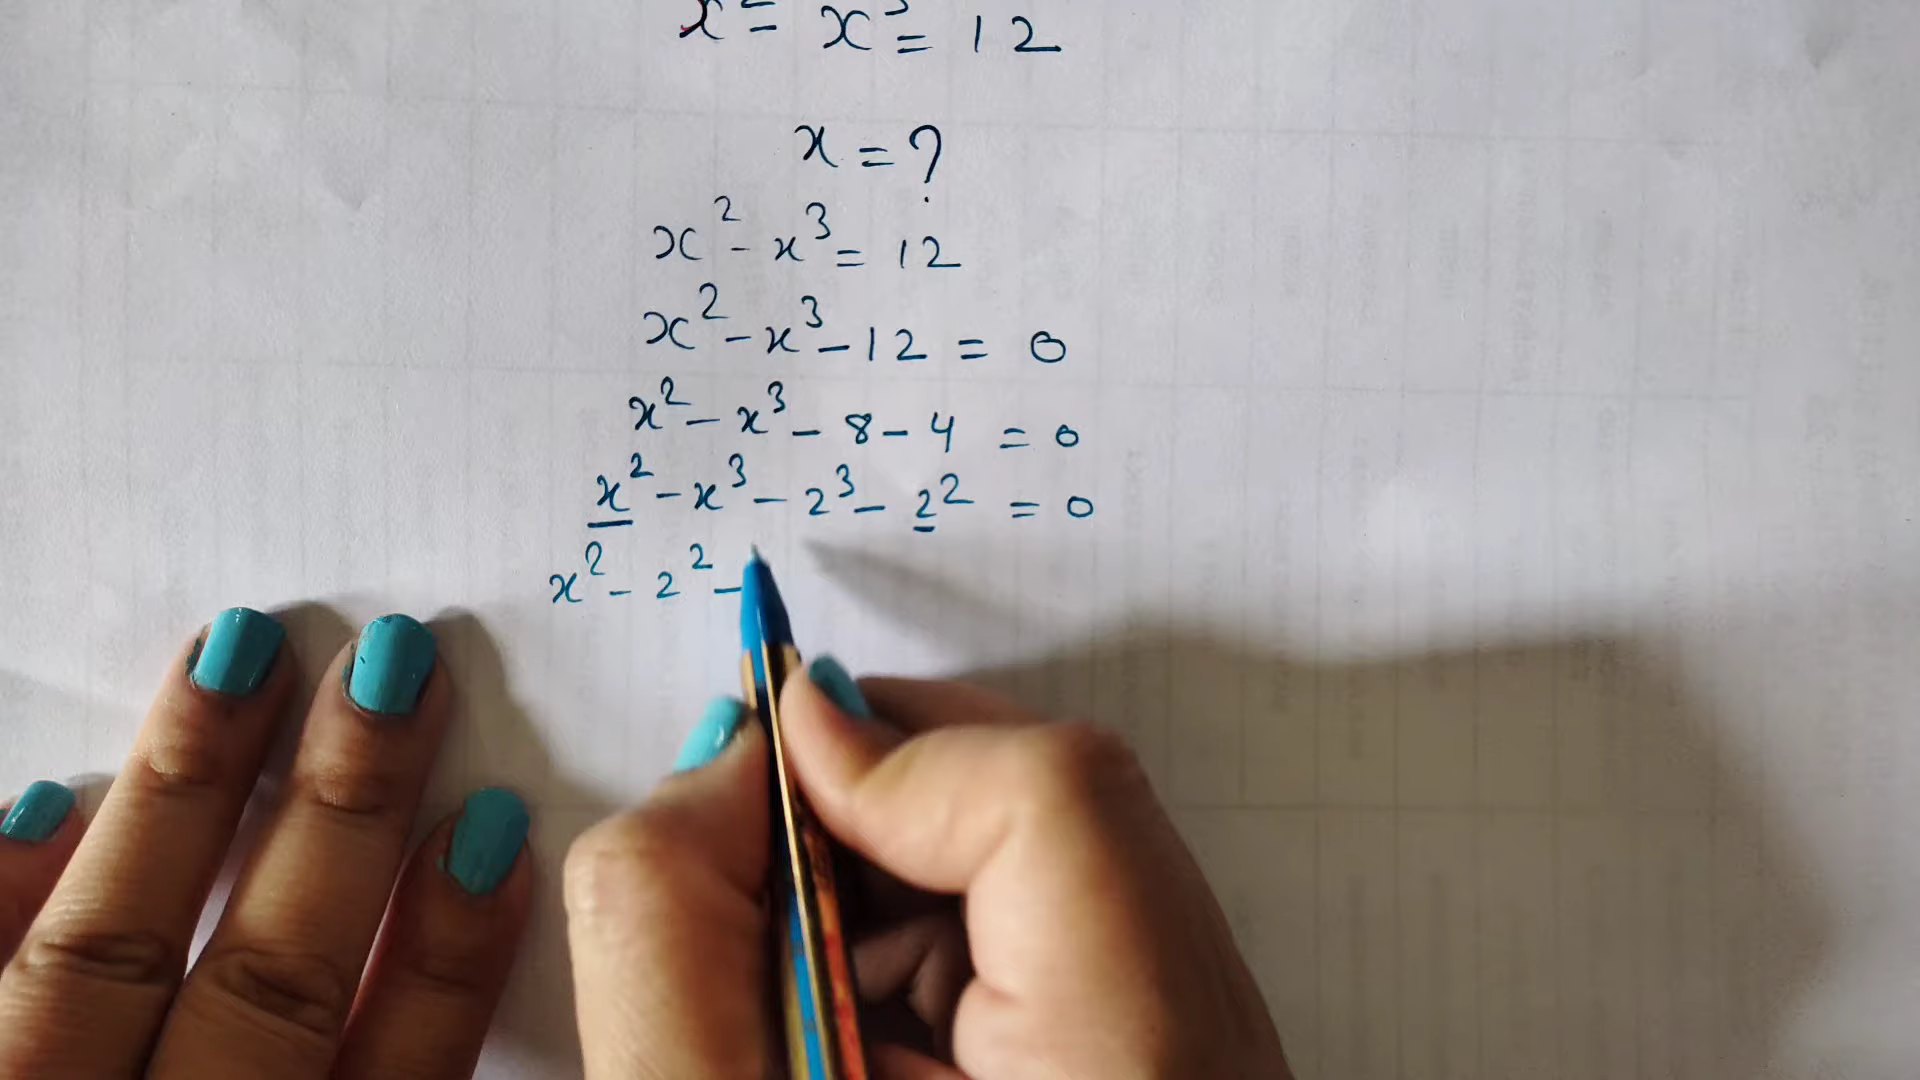 x² - x³ = 12
x = ?
x² - x³ = 12
x² - x³ - 12 = 0
x² - x³ - 8 - 4 = 0
x² - x³ - 2³ - 2² = 0
x² - 2² -